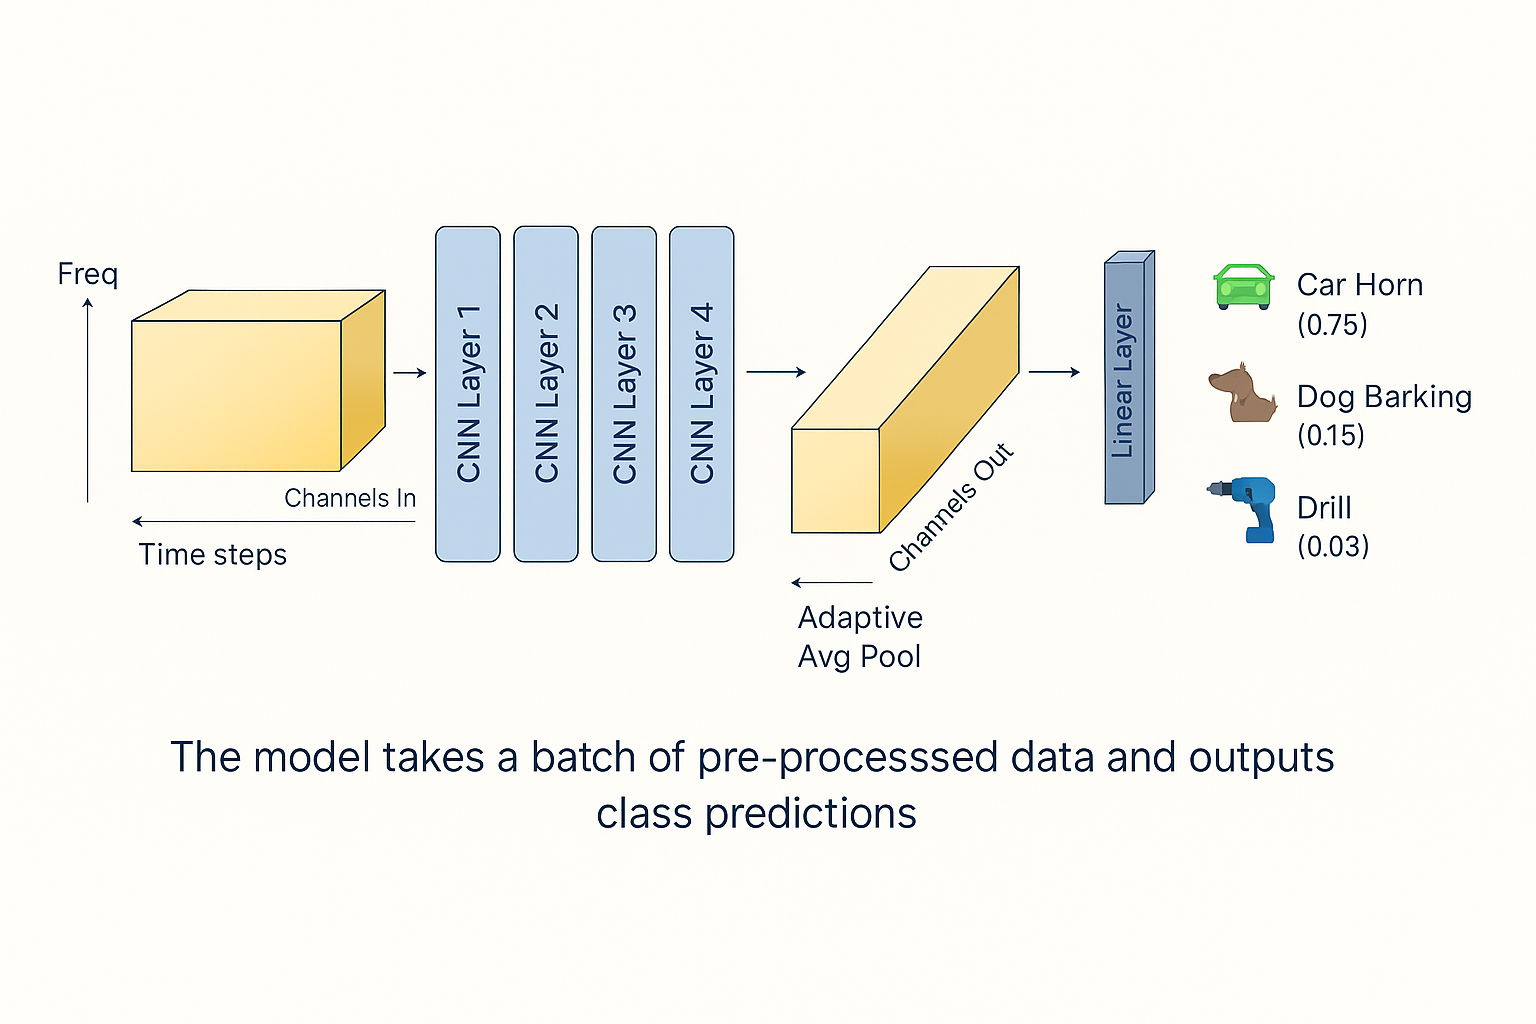 Freq
Channels In
Time steps
CNN Layer 1
CNN Layer 2
CNN Layer 3
CNN Layer 4
Channels Out
Adaptive
Avg Pool
Linear Layer
Car Horn
(0.75)
Dog Barking
(0.15)
Drill
(0.03)
The model takes a batch of pre-processsed data and outputs
class predictions